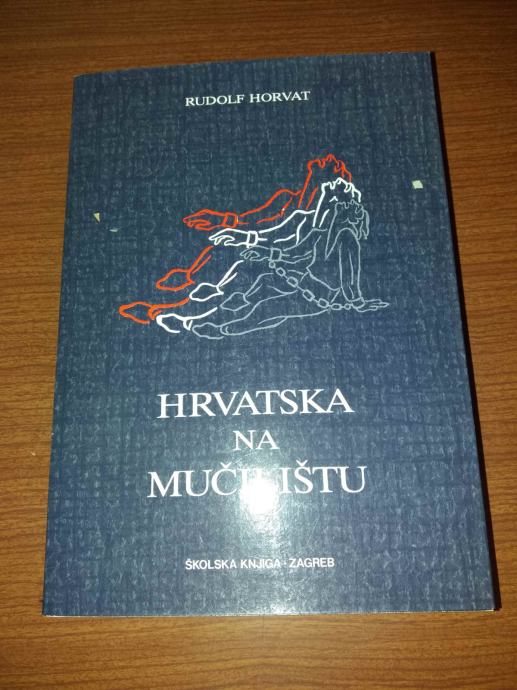 RUDOLF HORVAT
HRVATSKA
NA
MUČILIŠTU
ŠKOLSKA KNJIGA · ZAGREB